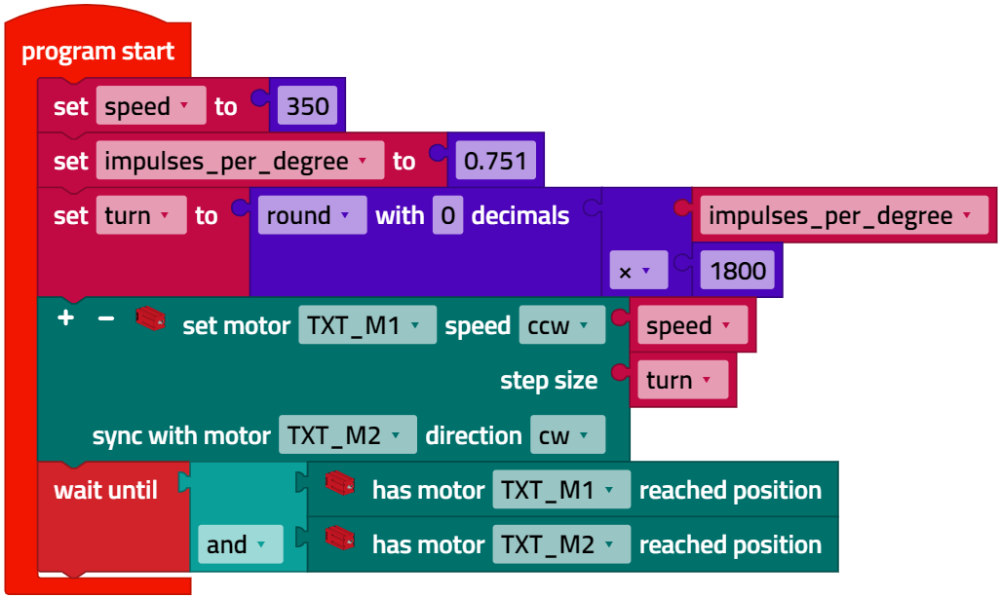 program start
set speed to 350
set impulses_per_degree to 0.751
set turn to round with 0 decimals impulses_per_degree
× 1800
+ − set motor TXT_M1 speed ccw speed
step size turn
sync with motor TXT_M2 direction cw
wait until has motor TXT_M1 reached position
and has motor TXT_M2 reached position